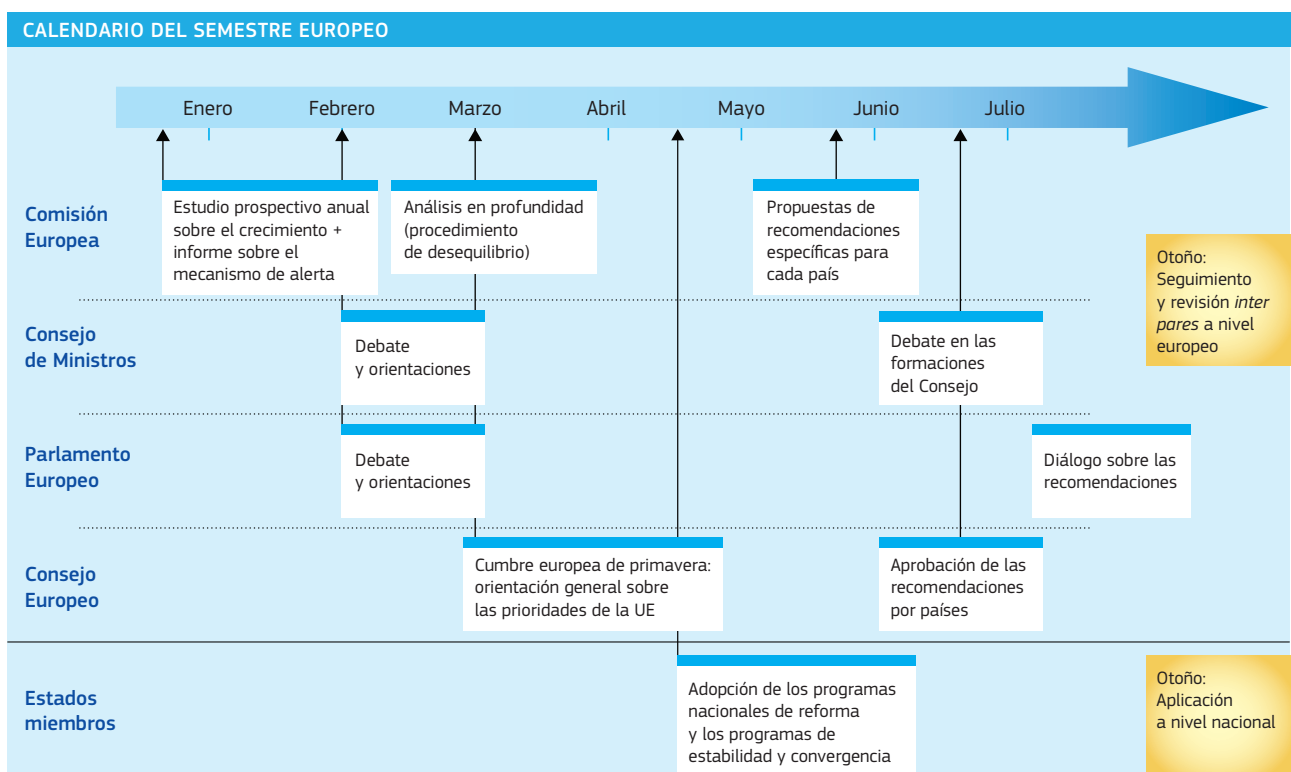 CALENDARIO DEL SEMESTRE EUROPEO
Enero
Febrero
Marzo
Abril
Mayo
Junio
Julio
Comisión
Europea
Estudio prospectivo anual
sobre el crecimiento +
informe sobre el
mecanismo de alerta
Análisis en profundidad
(procedimiento
de desequilibrio)
Propuestas de
recomendaciones
específicas para
cada país
Otoño:
Seguimiento
y revisión inter
pares a nivel
europeo
Consejo
de Ministros
Debate
y orientaciones
Debate en las
formaciones
del Consejo
Parlamento
Europeo
Debate
y orientaciones
Diálogo sobre las
recomendaciones
Consejo
Europeo
Cumbre europea de primavera:
orientación general sobre
las prioridades de la UE
Aprobación de las
recomendaciones
por países
Estados
miembros
Adopción de los programas
nacionales de reforma
y los programas de
estabilidad y convergencia
Otoño:
Aplicación
a nivel nacional